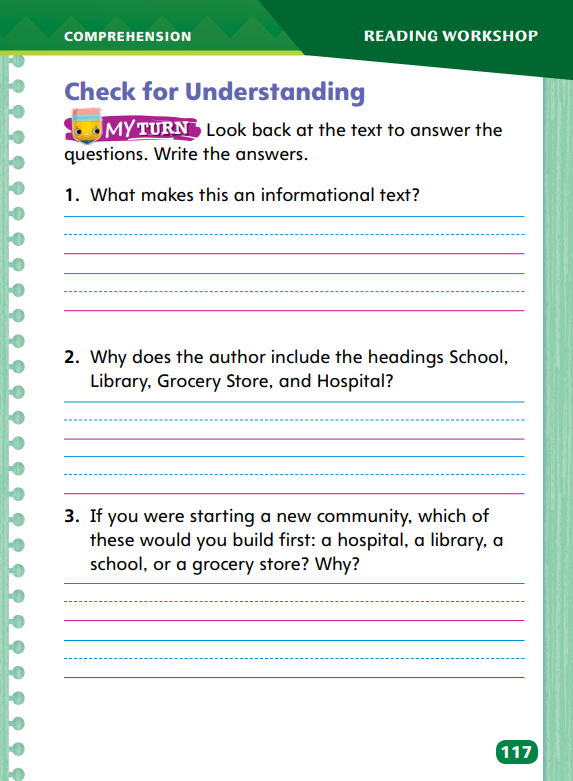 COMPREHENSION
READING WORKSHOP
Check for Understanding
MY TURN Look back at the text to answer the
questions. Write the answers.
1. What makes this an informational text?
2. Why does the author include the headings School,
Library, Grocery Store, and Hospital?
3. If you were starting a new community, which of
these would you build first: a hospital, a library, a
school, or a grocery store? Why?
117